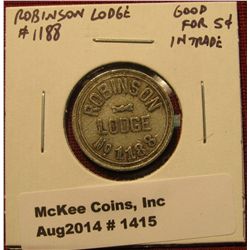 ROBINSON LODGE
# 1188
GOOD
FOR 5¢
IN TRADE
ROBINSON
LODGE
No 1188
McKee Coins, Inc
Aug2014 # 1415